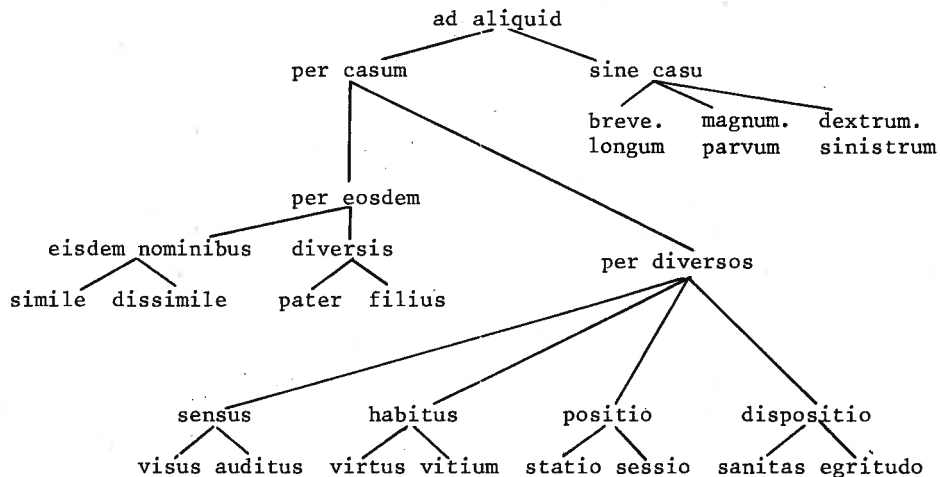 ad aliquid
per casum sine casu
breve. magnum. dextrum.
longum parvum sinistrum
per eosdem
eisdem nominibus diversis
per diversos
simile dissimile pater filius
sensus habitus positio dispositio
visus auditus virtus vitium statio sessio sanitas egritudo